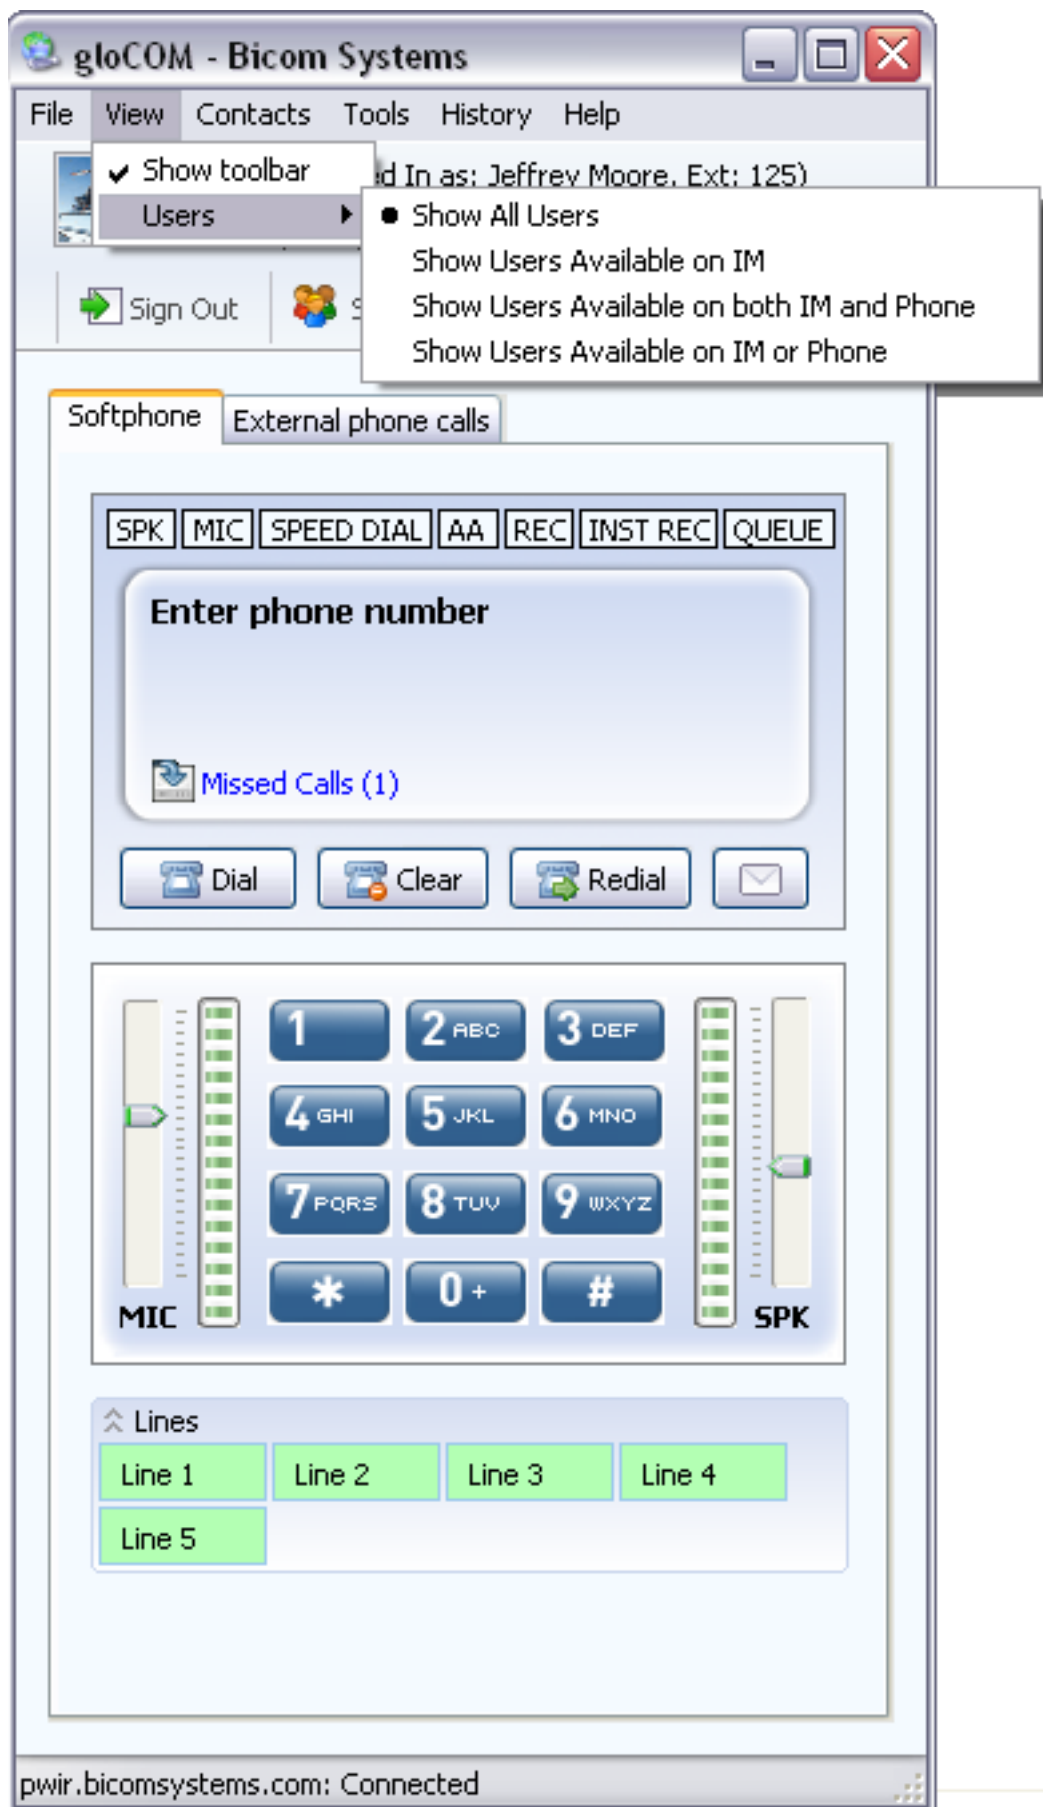 gloCOM - Bicom Systems
File View Contacts Tools History Help
Show toolbar
d In as: Jeffrey Moore, Ext: 125)
Users
Show All Users
Show Users Available on IM
Show Users Available on both IM and Phone
Show Users Available on IM or Phone
Sign Out
Softphone External phone calls
SPK MIC SPEED DIAL AA REC INST REC QUEUE
Enter phone number
Missed Calls (1)
Dial Clear Redial
1 2 ABC 3 DEF
4 GHI 5 JKL 6 MNO
7 PQRS 8 TUV 9 WXYZ
* 0 + #
MIC SPK
Lines
Line 1 Line 2 Line 3 Line 4
Line 5
pwir.bicomsystems.com: Connected